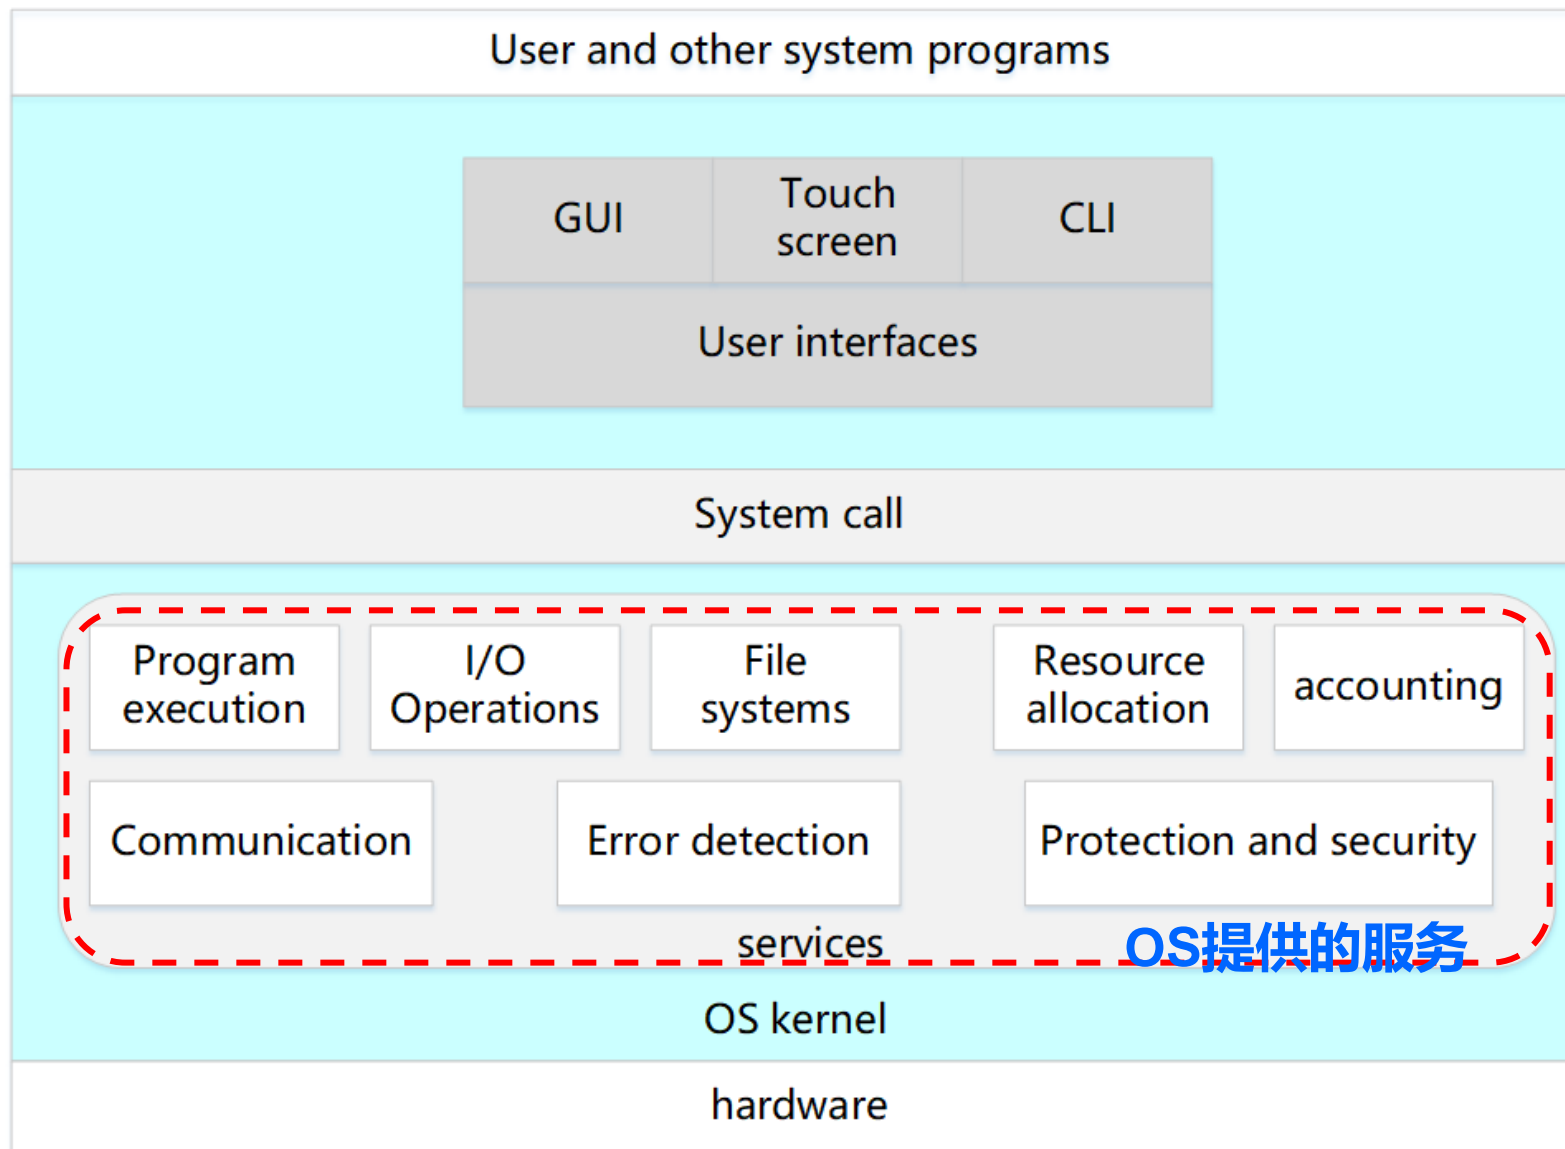 User and other system programs
GUI
Touch
screen
CLI
User interfaces
System call
Program
execution
I/O
Operations
File
systems
Resource
allocation
accounting
Communication
Error detection
Protection and security
services
OS提供的服务
OS kernel
hardware